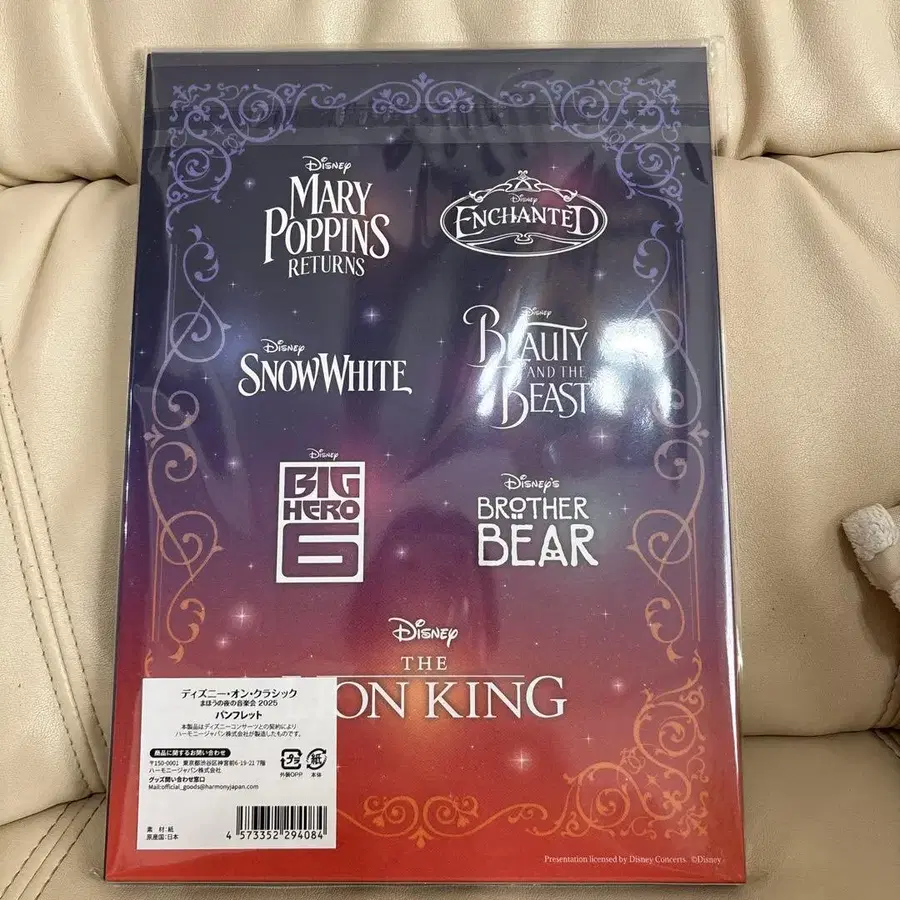 Disney
MARY
POPPINS
RETURNS
Disney
ENCHANTED
Disney
SNOW WHITE
Disney
BEAUTY
AND THE
BEAST
Disney
BIG
HERO
6
Disney's
BROTHER
BEAR
Disney
THE
ON KING
ディズニー・オン・クラシック
まほうの夜の音楽会 2025
パンフレット
本製品はディズニーコンサーツとの契約により
ハーモニージャパン株式会社が製造したものです。
商品に関するお問い合わせ
〒150-0001 東京都渋谷区神宮前6-19-21 7階
ハーモニージャパン株式会社
グッズ問い合わせ窓口
Mail:official_goods@harmonyjapan.com
プラ 紙
外装OPP 本体
素 材:紙
原産国:日本
4 573352 294084
Presentation licensed by Disney Concerts. ©Disney